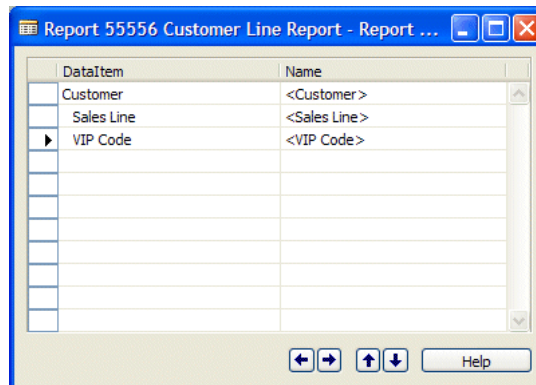 Report 55556 Customer Line Report - Report ...
DataItem Name
Customer <Customer>
Sales Line <Sales Line>
VIP Code <VIP Code>
Help